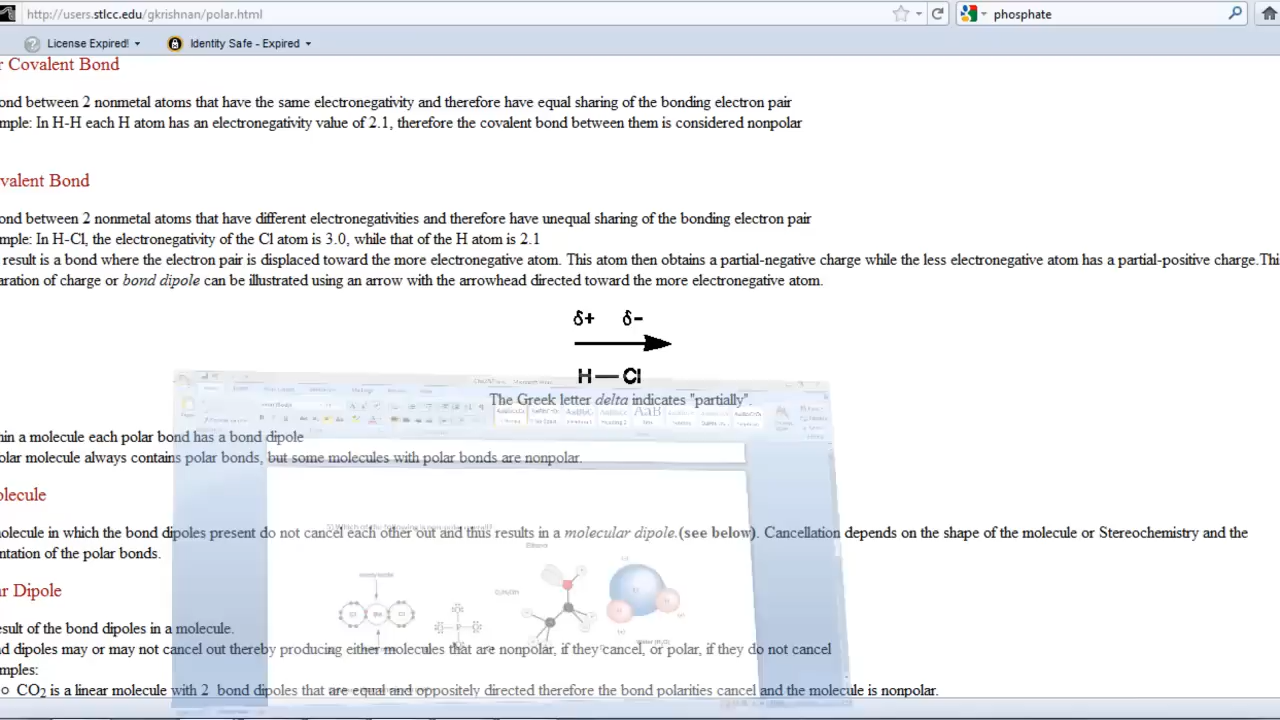 http://users.stlcc.edu/gkrishnan/polar.html
phosphate
License Expired!
Identity Safe - Expired
r Covalent Bond
ond between 2 nonmetal atoms that have the same electronegativity and therefore have equal sharing of the bonding electron pair
mple: In H-H each H atom has an electronegativity value of 2.1, therefore the covalent bond between them is considered nonpolar
valent Bond
ond between 2 nonmetal atoms that have different electronegativities and therefore have unequal sharing of the bonding electron pair
mple: In H-Cl, the electronegativity of the Cl atom is 3.0, while that of the H atom is 2.1
result is a bond where the electron pair is displaced toward the more electronegative atom. This atom then obtains a partial-negative charge while the less electronegative atom has a partial-positive charge.Thi
aration of charge or bond dipole can be illustrated using an arrow with the arrowhead directed toward the more electronegative atom.
δ+ δ−
H — Cl
The Greek letter delta indicates "partially".
hin a molecule each polar bond has a bond dipole
olar molecule always contains polar bonds, but some molecules with polar bonds are nonpolar.
olecule
nolecule in which the bond dipoles present do not cancel each other out and thus results in a molecular dipole.(see below). Cancellation depends on the shape of the molecule or Stereochemistry and the
ntation of the polar bonds.
ar Dipole
esult of the bond dipoles in a molecule.
nd dipoles may or may not cancel out thereby producing either molecules that are nonpolar, if they cancel, or polar, if they do not cancel
mples:
o CO2 is a linear molecule with 2 bond dipoles that are equal and oppositely directed therefore the bond polarities cancel and the molecule is nonpolar.